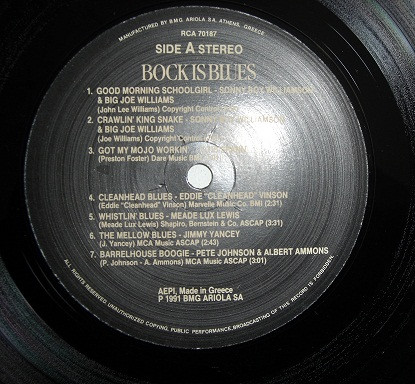 MANUFACTURED BY B.M.G. ARIOLA S.A. ATHENS, GREECE
RCA 70187
SIDE A STEREO
BOCK IS BLUES
1. GOOD MORNING SCHOOLGIRL - SONNY BOY WILLIAMSON
& BIG JOE WILLIAMS
(John Lee Williams) Copyright Control
2. CRAWLIN' KING SNAKE - SONNY BOY WILLIAMSON
& BIG JOE WILLIAMS
(Joe Williams) Copyright Control
3. GOT MY MOJO WORKIN' -
(Preston Foster) Dare Music BMI
4. CLEANHEAD BLUES - EDDIE "CLEANHEAD" VINSON
(Eddie "Cleanhead" Vinson) Marvelle Music Co. BMI (2:31)
5. WHISTLIN' BLUES - MEADE LUX LEWIS
(Meade Lux Lewis) Shapiro, Bernstein & Co. ASCAP (3:31)
6. THE MELLOW BLUES - JIMMY YANCEY
(J. Yancey) MCA Music ASCAP (2:43)
7. BARRELHOUSE BOOGIE - PETE JOHNSON & ALBERT AMMONS
(P. Johnson - A. Ammons) MCA Music ASCAP (3:01)
AEPI, Made in Greece
P 1991 BMG ARIOLA SA
ALL RIGHTS RESERVED UNAUTHORIZED COPYING, PUBLIC PERFORMANCE, BROADCASTING OF THIS RECORD IS FORBIDDEN.